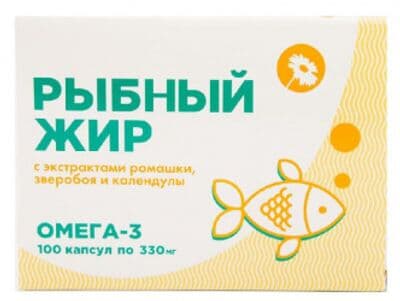 РЫБНЫЙ
ЖИР
с экстрактами ромашки,
зверобоя и календулы
ОМЕГА-3
100 капсул по 330мг